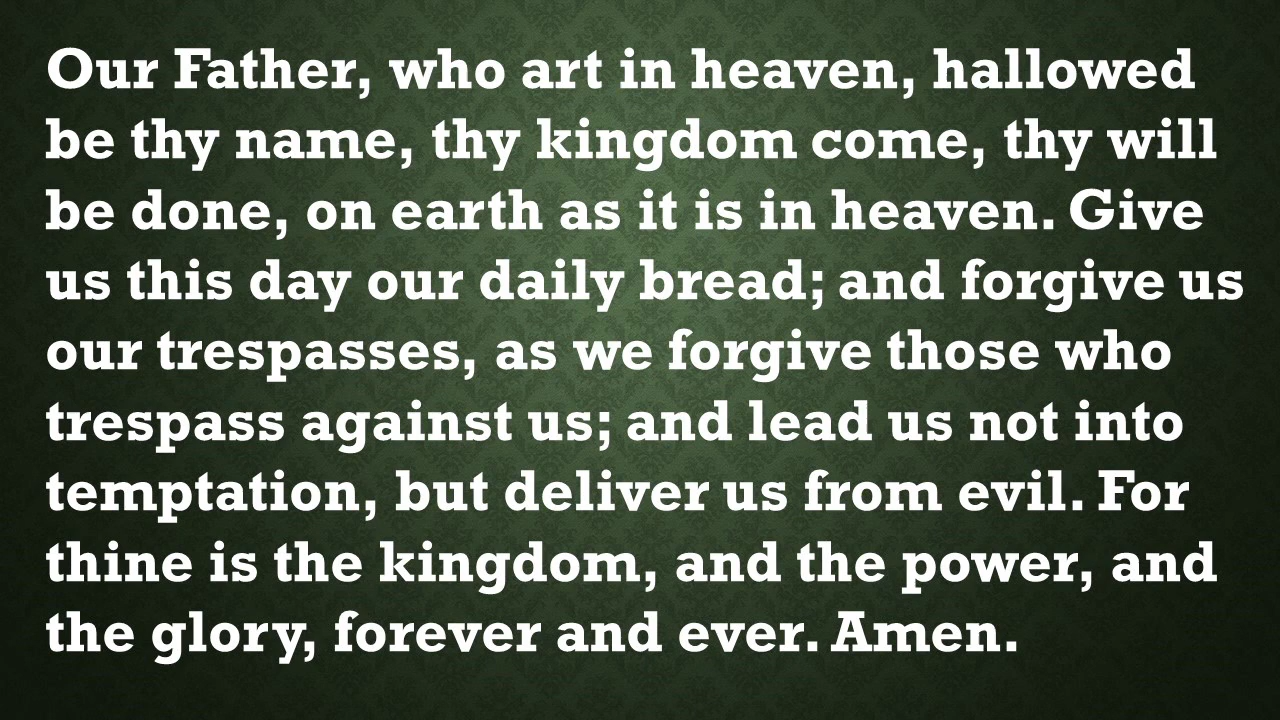 Our Father, who art in heaven, hallowed
be thy name, thy kingdom come, thy will
be done, on earth as it is in heaven. Give
us this day our daily bread; and forgive us
our trespasses, as we forgive those who
trespass against us; and lead us not into
temptation, but deliver us from evil. For
thine is the kingdom, and the power, and
the glory, forever and ever. Amen.